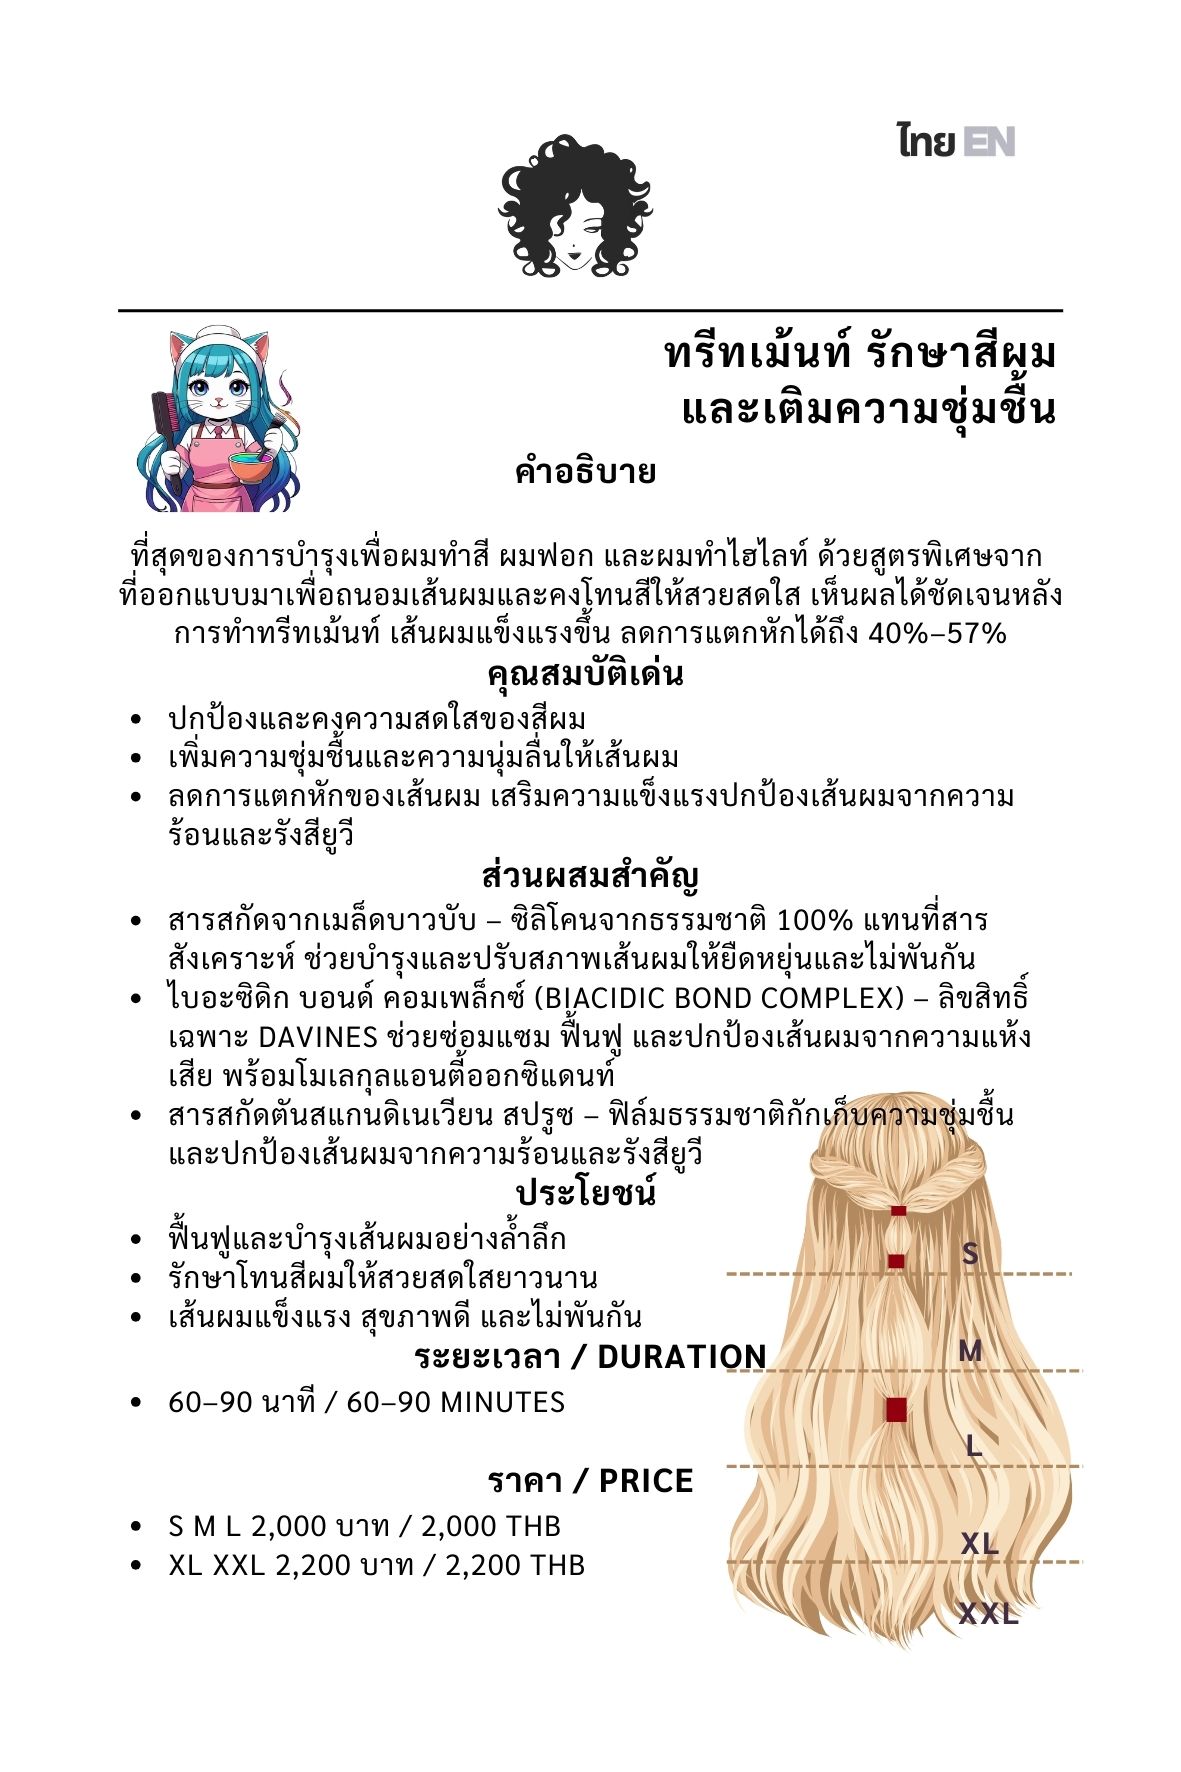 ไทย EN
ทรีทเม้นท์ รักษาสีผม
และเติมความชุ่มชื้น
คำอธิบาย
ที่สุดของการบำรุงเพื่อผมทำสี ผมฟอก และผมทำไฮไลท์ ด้วยสูตรพิเศษจาก
ที่ออกแบบมาเพื่อถนอมเส้นผมและคงโทนสีให้สวยสดใส เห็นผลได้ชัดเจนหลัง
การทำทรีทเม้นท์ เส้นผมแข็งแรงขึ้น ลดการแตกหักได้ถึง 40%–57%
คุณสมบัติเด่น
• ปกป้องและคงความสดใสของสีผม
• เพิ่มความชุ่มชื้นและความนุ่มลื่นให้เส้นผม
• ลดการแตกหักของเส้นผม เสริมความแข็งแรงปกป้องเส้นผมจากความ
ร้อนและรังสียูวี
ส่วนผสมสำคัญ
• สารสกัดจากเมล็ดบาวบับ – ซิลิโคนจากธรรมชาติ 100% แทนที่สาร
สังเคราะห์ ช่วยบำรุงและปรับสภาพเส้นผมให้ยืดหยุ่นและไม่พันกัน
• ไบอะซิดิก บอนด์ คอมเพล็กซ์ (BIACIDIC BOND COMPLEX) – ลิขสิทธิ์
เฉพาะ DAVINES ช่วยซ่อมแซม ฟื้นฟู และปกป้องเส้นผมจากความแห้ง
เสีย พร้อมโมเลกุลแอนตี้ออกซิแดนท์
• สารสกัดตันสแกนดิเนเวียน สปรูซ – ฟิล์มธรรมชาติกักเก็บความชุ่มชื้น
และปกป้องเส้นผมจากความร้อนและรังสียูวี
ประโยชน์
• ฟื้นฟูและบำรุงเส้นผมอย่างล้ำลึก
• รักษาโทนสีผมให้สวยสดใสยาวนาน
• เส้นผมแข็งแรง สุขภาพดี และไม่พันกัน
ระยะเวลา / DURATION
• 60–90 นาที / 60–90 MINUTES
ราคา / PRICE
• S M L 2,000 บาท / 2,000 THB
• XL XXL 2,200 บาท / 2,200 THB
S
M
L
XL
XXL